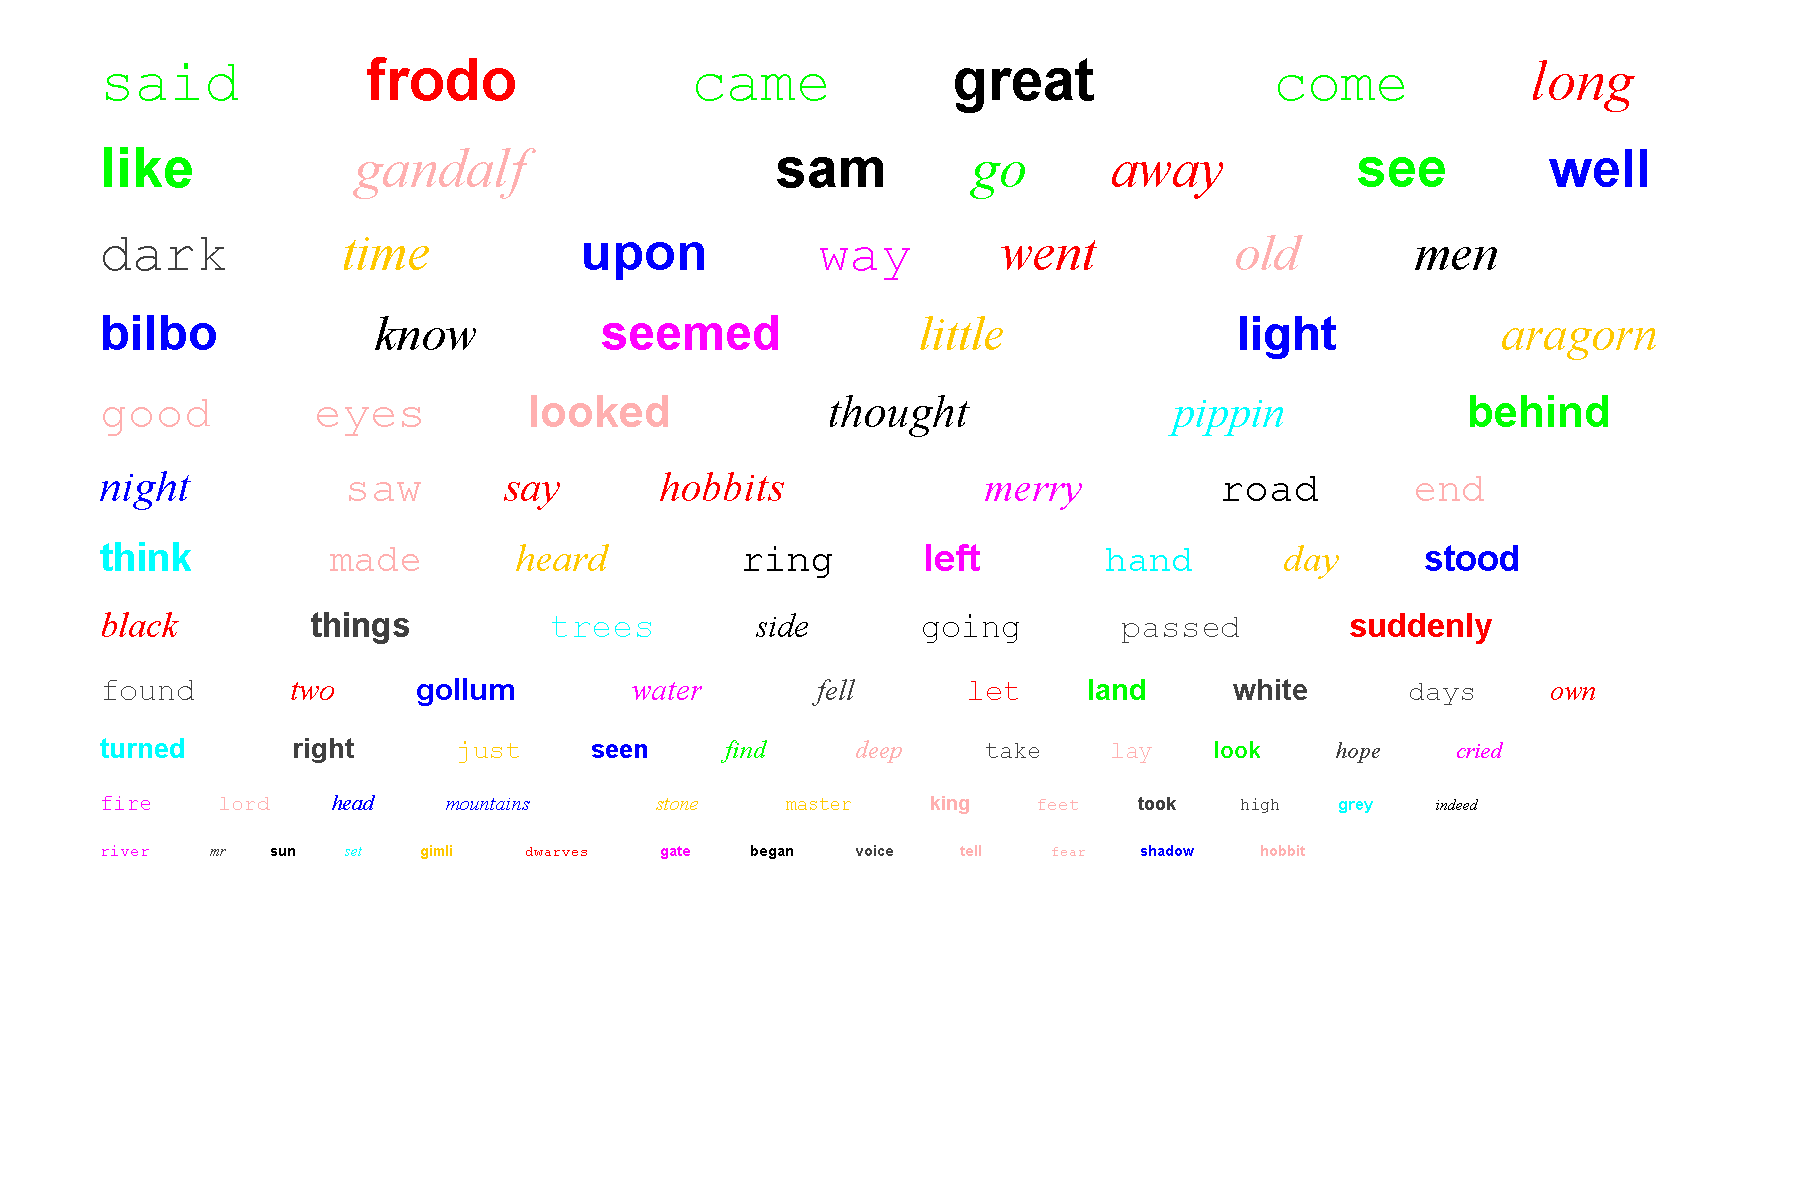 said frodo came great come long
like gandalf sam go away see well
dark time upon way went old men
bilbo know seemed little light aragorn
good eyes looked thought pippin behind
night saw say hobbits merry road end
think made heard ring left hand day stood
black things trees side going passed suddenly
found two gollum water fell let land white days own
turned right just seen find deep take lay look hope cried
fire lord head mountains stone master king feet took high grey indeed
river mr sun set gimli dwarves gate began voice tell fear shadow hobbit